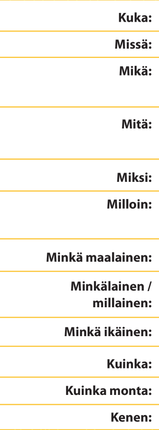 Kuka:
Missä:
Mikä:
Mitä:
Miksi:
Milloin:
Minkä maalainen:
Minkälainen /
millainen:
Minkä ikäinen:
Kuinka:
Kuinka monta:
Kenen: